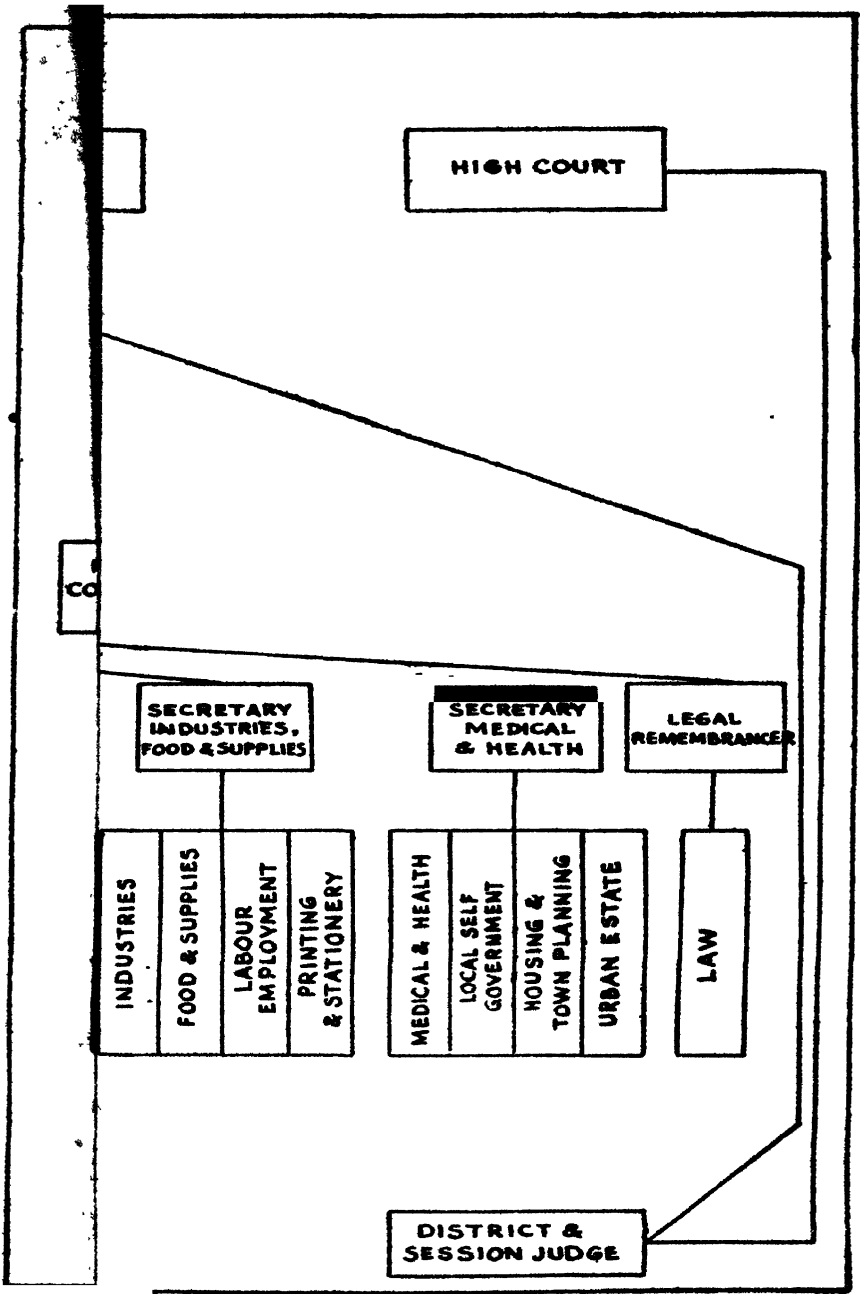 HIGH COURT
CO
SECRETARY
INDUSTRIES,
FOOD & SUPPLIES
SECRETARY
MEDICAL
& HEALTH
LEGAL
REMEMBRANCER
INDUSTRIES
FOOD & SUPPLIES
LABOUR
EMPLOYMENT
PRINTING
& STATIONERY
MEDICAL & HEALTH
LOCAL SELF
GOVERNMENT
HOUSING &
TOWN PLANNING
URBAN ESTATE
LAW
DISTRICT &
SESSION JUDGE